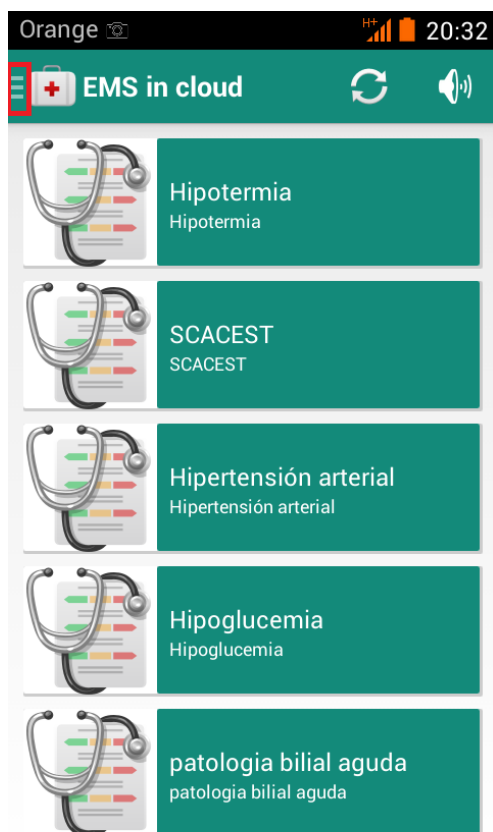 Orange
H+
20:32
EMS in cloud
Hipotermia
Hipotermia
SCACEST
SCACEST
Hipertensión arterial
Hipertensión arterial
Hipoglucemia
Hipoglucemia
patologia bilial aguda
patologia bilial aguda